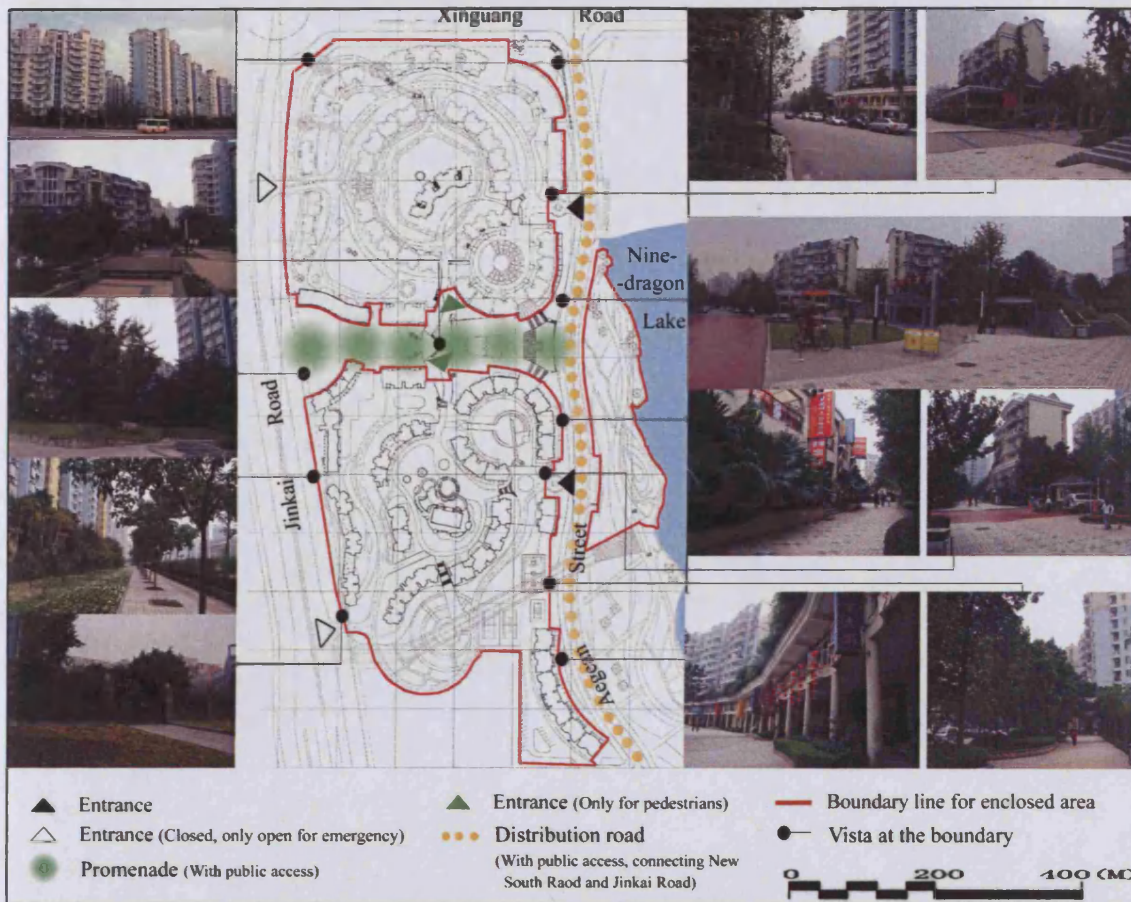 Xinguang Road
Nine-
-dragon
Lake
Road
Jinkai
Street
Aegean
Entrance
Entrance (Closed, only open for emergency)
Promenade (With public access)
Entrance (Only for pedestrians)
Distribution road
(With public access, connecting New
South Raod and Jinkai Road)
Boundary line for enclosed area
Vista at the boundary
0 200 400 (M)